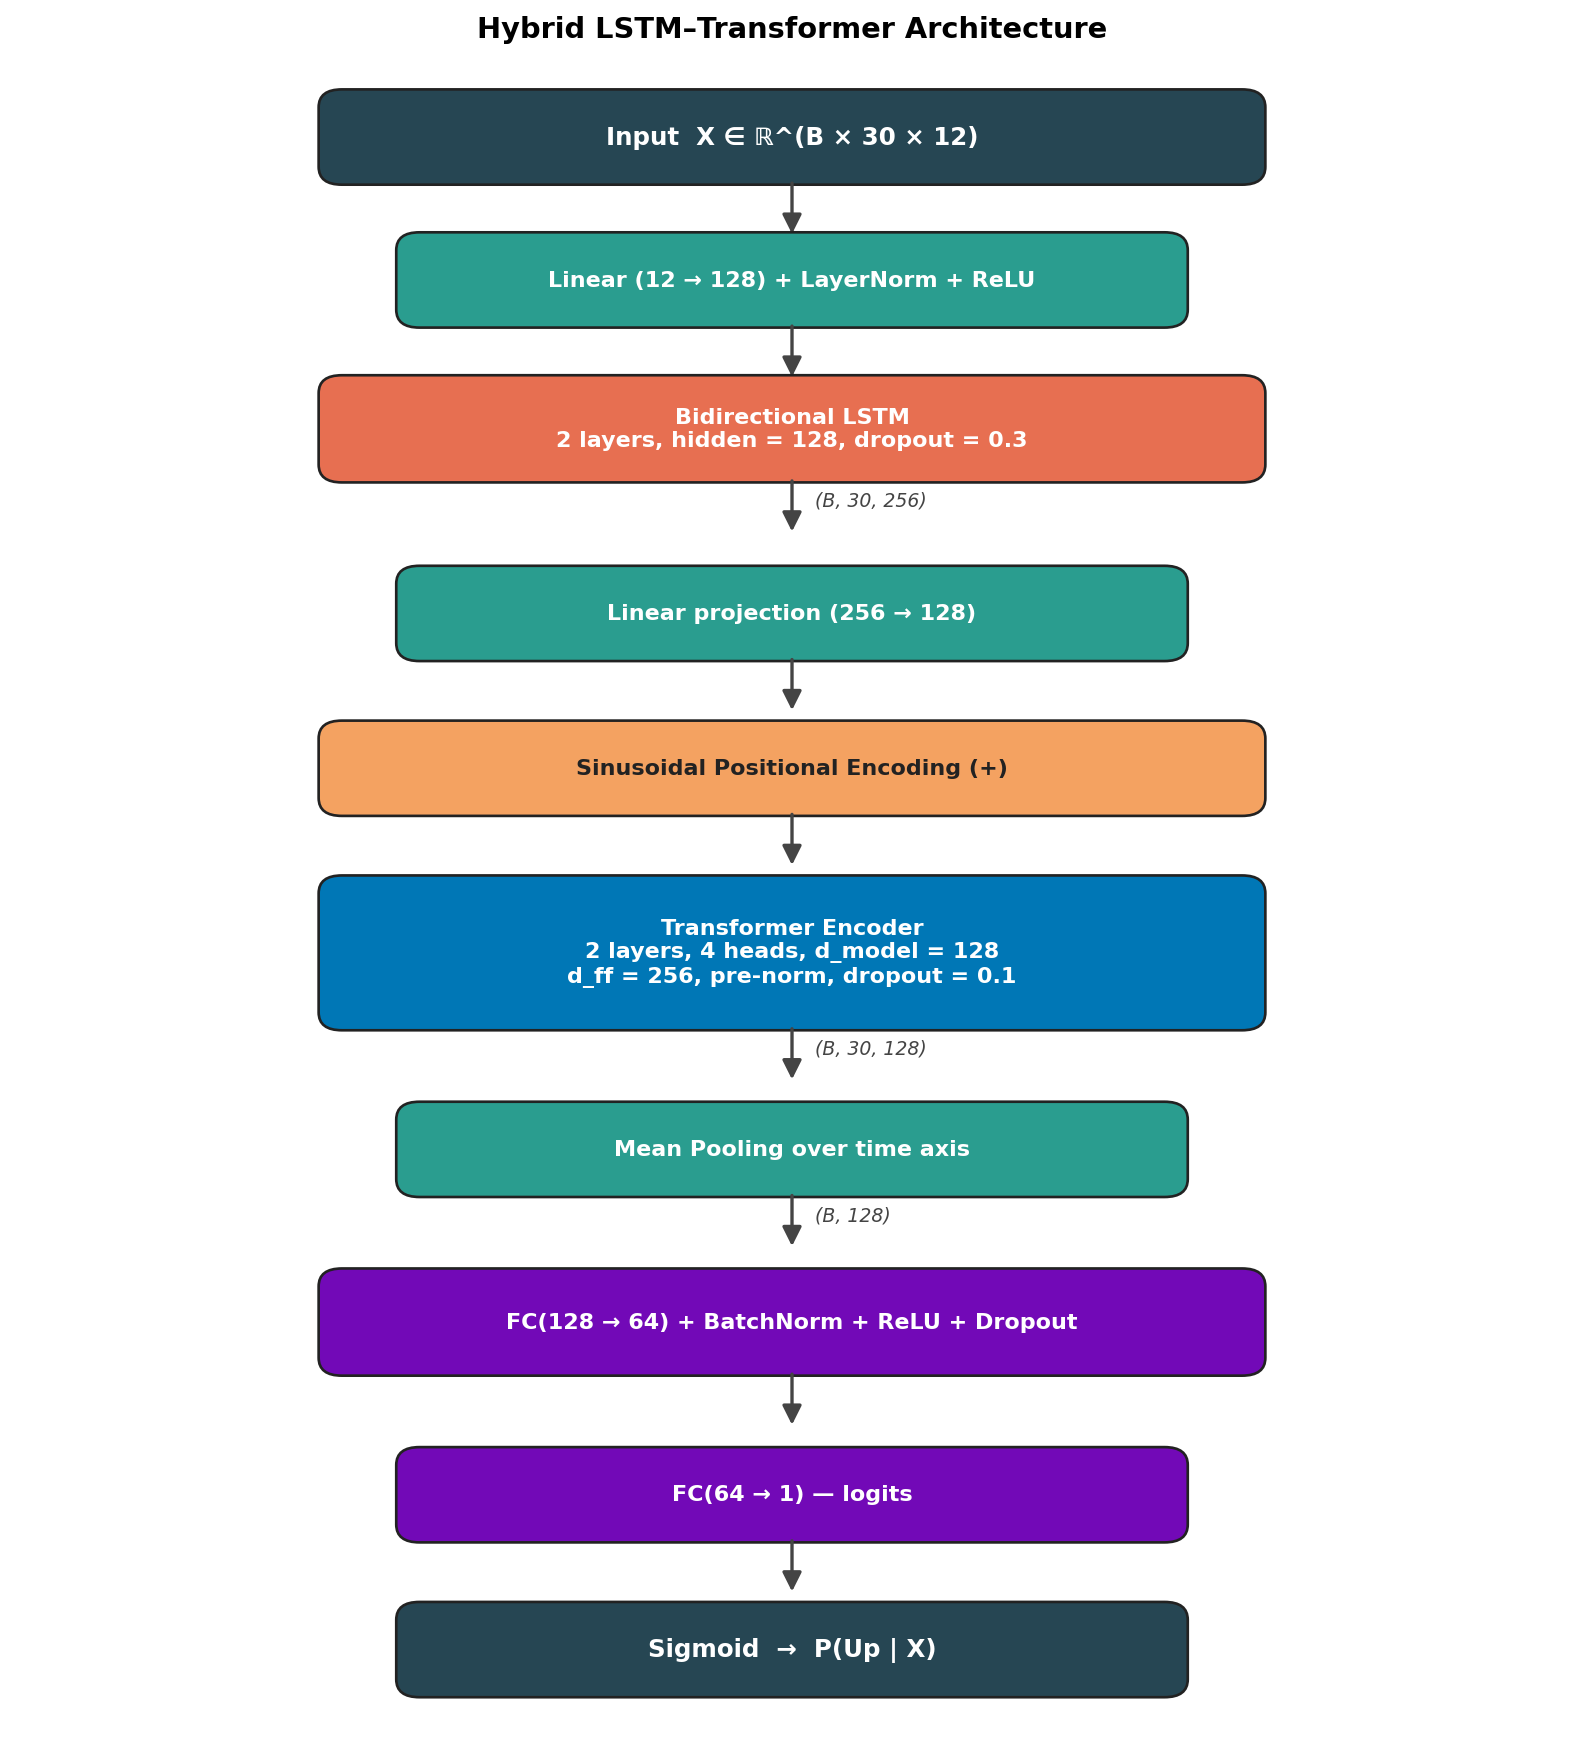 Hybrid LSTM–Transformer Architecture
Input  X ∈ ℝ^(B × 30 × 12)
Linear (12 → 128) + LayerNorm + ReLU
Bidirectional LSTM
2 layers, hidden = 128, dropout = 0.3
(B, 30, 256)
Linear projection (256 → 128)
Sinusoidal Positional Encoding (+)
Transformer Encoder
2 layers, 4 heads, d_model = 128
d_ff = 256, pre-norm, dropout = 0.1
(B, 30, 128)
Mean Pooling over time axis
(B, 128)
FC(128 → 64) + BatchNorm + ReLU + Dropout
FC(64 → 1) — logits
Sigmoid  →  P(Up | X)